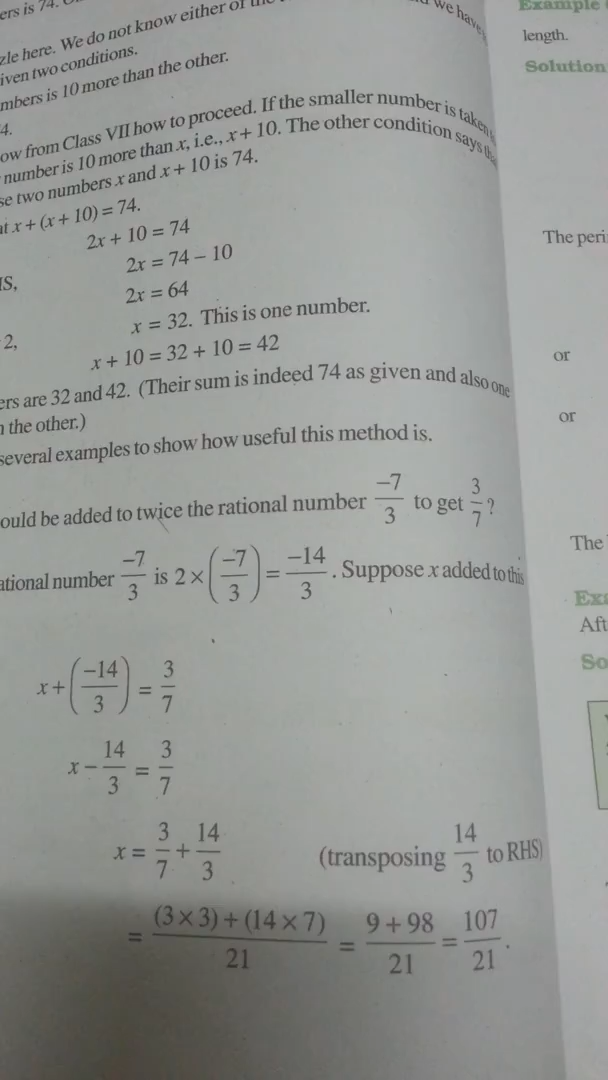 ers is 74.
zle here. We do not know either of
we have
iven two conditions.
mbers is 10 more than the other.
4.
ow from Class VII how to proceed. If the smaller number is taken
number is 10 more than x, i.e., x + 10. The other condition says
se two numbers x and x + 10 is 74.
at x + (x + 10) = 74.
2x + 10 = 74
IS, 2x = 74 – 10
2x = 64
2, x = 32. This is one number.
x + 10 = 32 + 10 = 42
ers are 32 and 42. (Their sum is indeed 74 as given and also one
the other.)
several examples to show how useful this method is.
ould be added to twice the rational number -7/3 to get 3/7?
ational number -7/3 is 2 × (-7/3) = -14/3. Suppose x added to this
x + (-14/3) = 3/7
x - 14/3 = 3/7
x = 3/7 + 14/3 (transposing 14/3 to RHS)
= (3 × 3) + (14 × 7)/21 = 9 + 98/21 = 107/21.
Example
length.
Solution
The peri
or
or
The
Exa
Aft
So